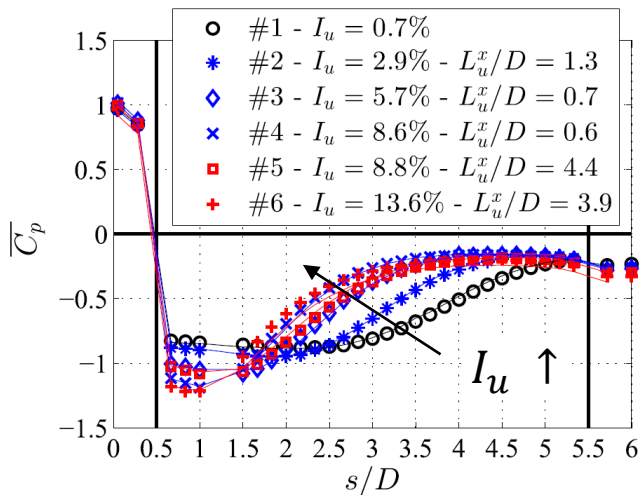 #1 - I_u = 0.7%
#2 - I_u = 2.9% - L_u^x/D = 1.3
#3 - I_u = 5.7% - L_u^x/D = 0.7
#4 - I_u = 8.6% - L_u^x/D = 0.6
#5 - I_u = 8.8% - L_u^x/D = 4.4
#6 - I_u = 13.6% - L_u^x/D = 3.9
1.5
1
0.5
0
−0.5
−1
−1.5
C̅_p
I_u ↑
0 0.5 1 1.5 2 2.5 3 3.5 4 4.5 5 5.5 6
s/D